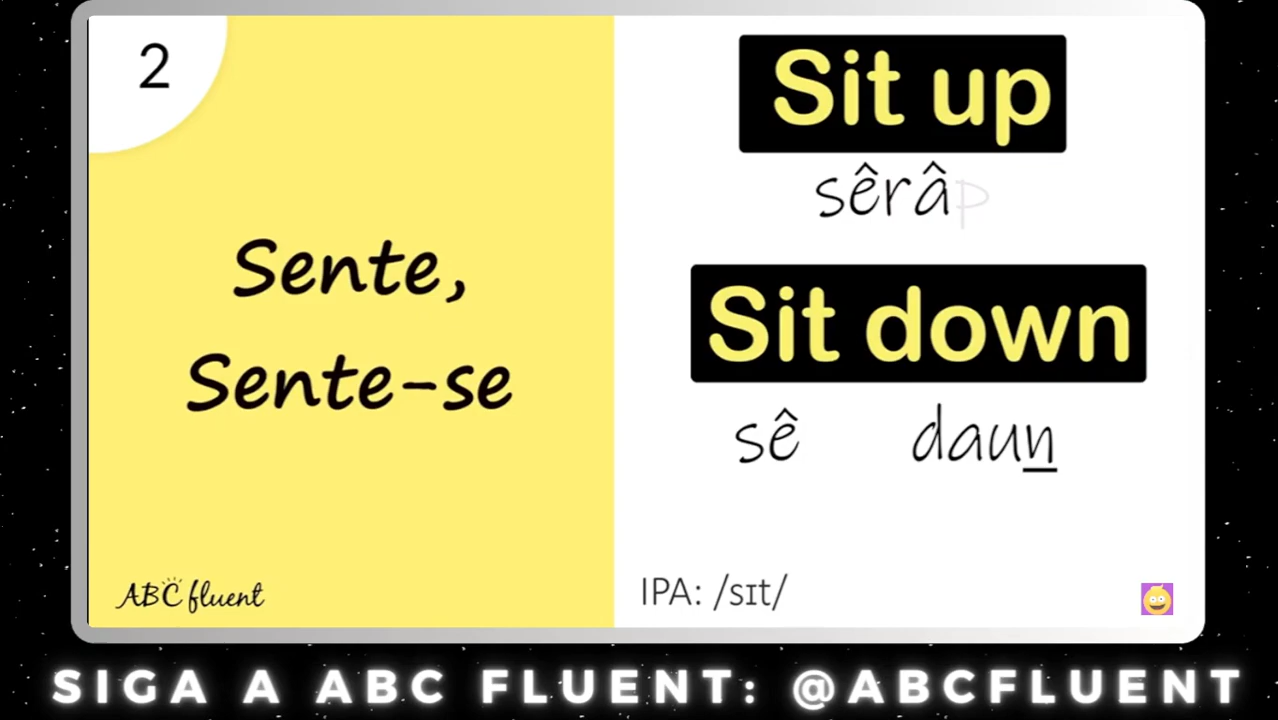 2
Sente,
Sente-se
Sit up
sêrâp
Sit down
sê daun
ABC fluent
IPA: /sɪt/
SIGA A ABC FLUENT: @ABCFLUENT